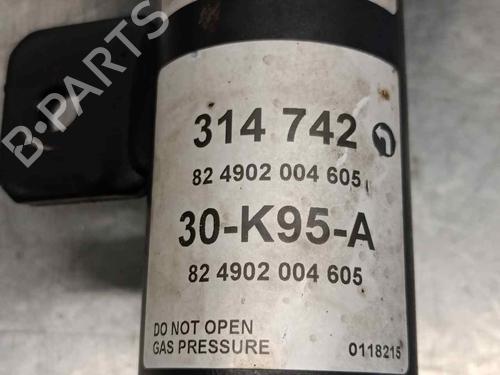 B-PARTS
314 742
82 4902 004 605
30-K95-A
82 4902 004 605
DO NOT OPEN
GAS PRESSURE 0118215